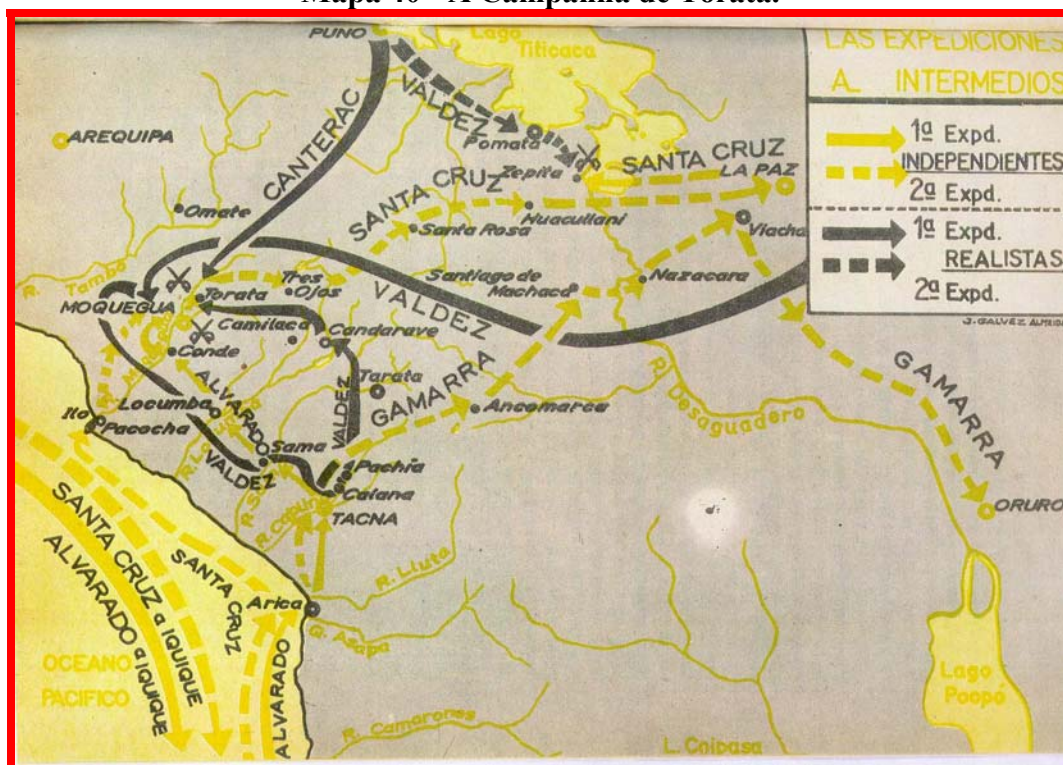 Mapa 40 - A Campanha de Torata.
PUNO
Lago
Titicaca
LAS EXPEDICIONES
A INTERMEDIOS
1ª Expd.
INDEPENDIENTES
2ª Expd.
1ª Expd.
REALISTAS
2ª Expd.
J. GALVEZ
AREQUIPA
CANTERAC
VALDEZ
Pomata
Zepita
SANTA CRUZ
LA PAZ
SANTA CRUZ
Huacullani
Santa Rosa
Viacha
Omate
R. Tambo
MOQUEGUA
Torata
Tres
Ojos
Santiago de
Machaca
Nazacara
VALDEZ
Camilaca
Candarave
Conde
Tarata
ALVARADO
Locumba
VALDEZ
GAMARRA
Ancomarca
R. Desaguadero
GAMARRA
Ilo
Pacocha
VALDEZ
Sama
Pachia
Calana
TACNA
ORURO
SANTA CRUZ a IQUIQUE
ALVARADO a IQUIQUE
SANTA CRUZ
Arica
R. Lluta
ALVARADO
OCEANO
PACIFICO
R. Camarones
Lago
Poopó